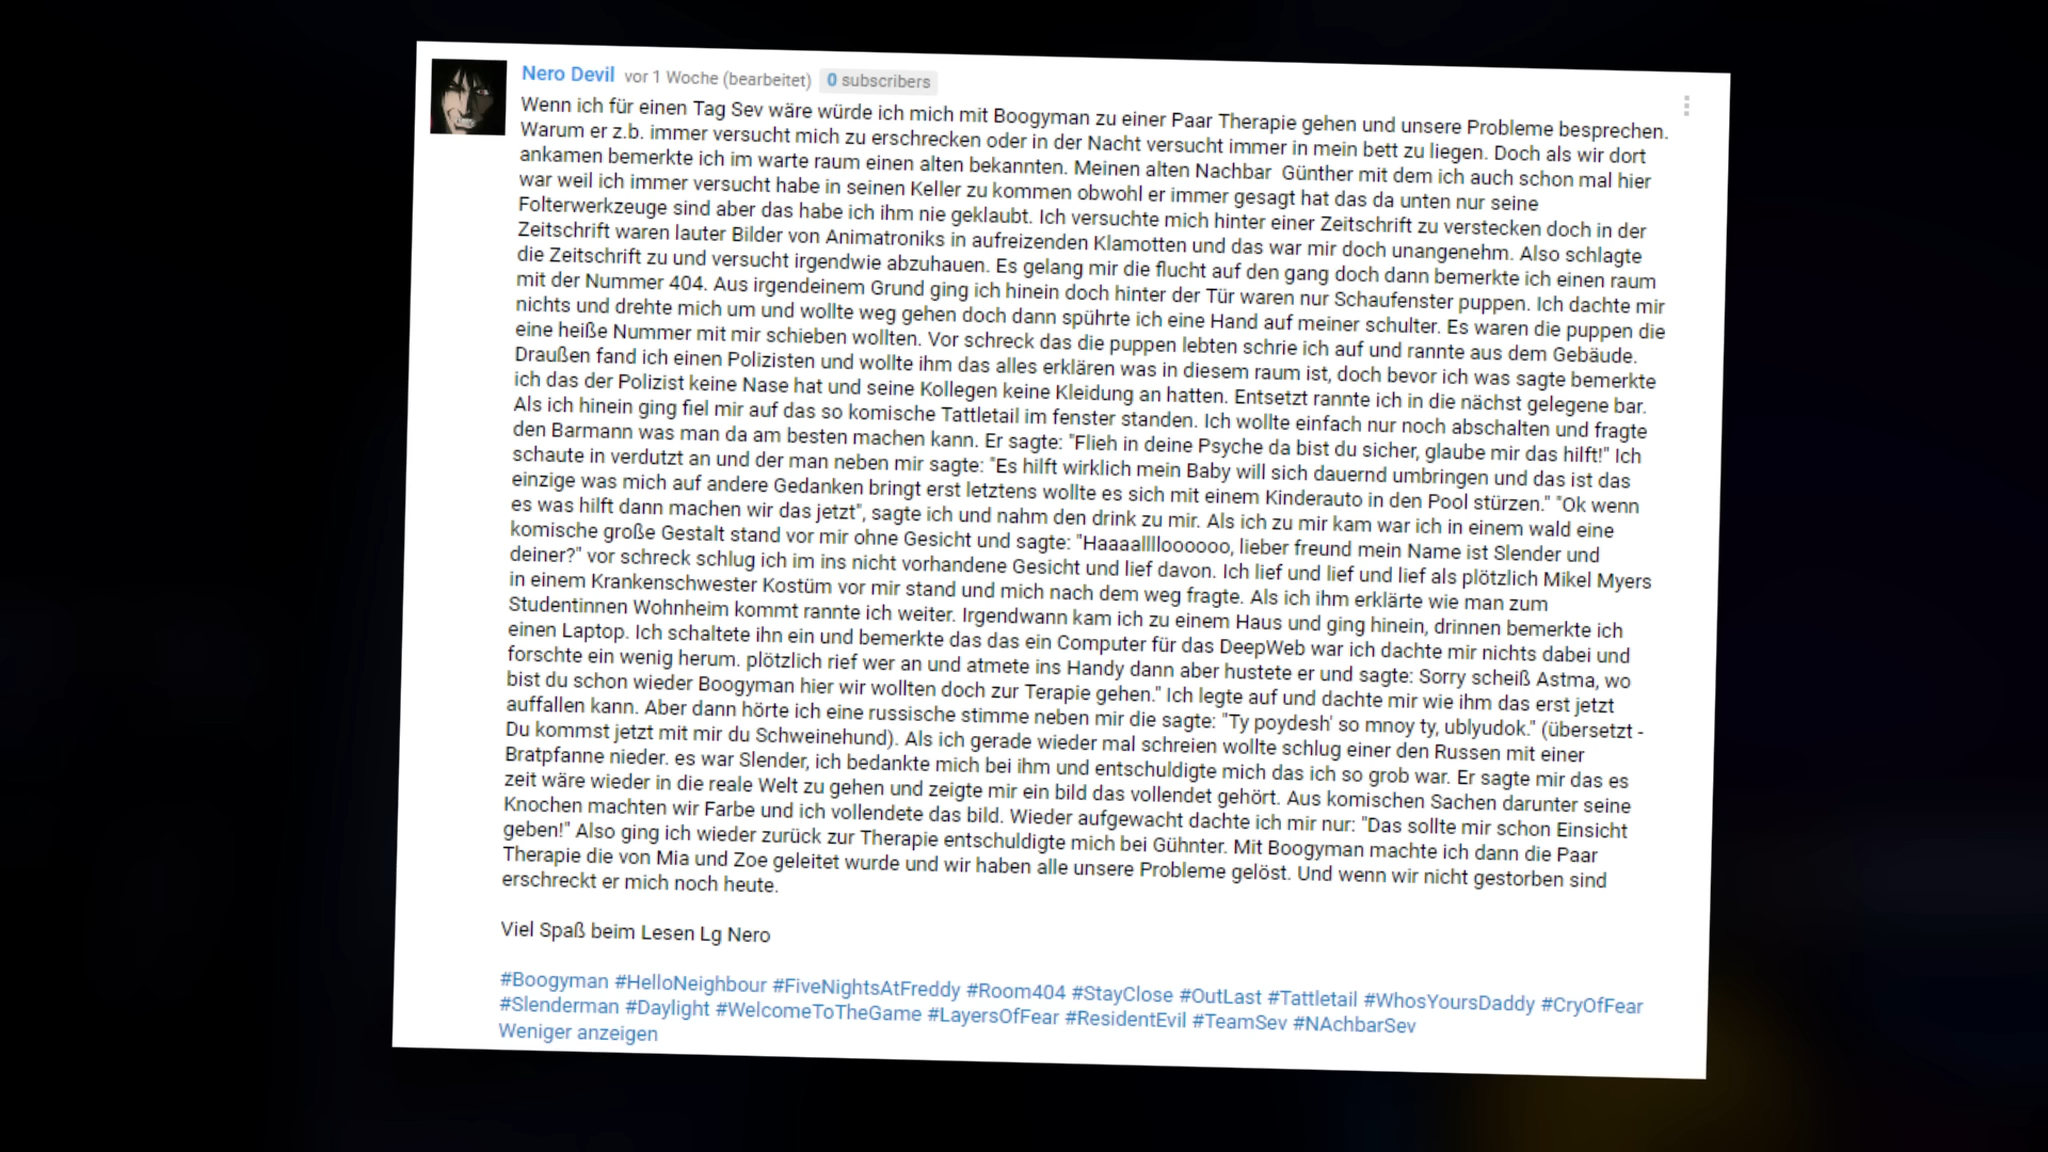 Nero Devil vor 1 Woche (bearbeitet) 0 subscribers
Wenn ich für einen Tag Sev wäre würde ich mich mit Boogyman zu einer Paar Therapie gehen und unsere Probleme besprechen.
Warum er z.b. immer versucht mich zu erschrecken oder in der Nacht versucht immer in mein bett zu liegen. Doch als wir dort
ankamen bemerkte ich im warte raum einen alten bekannten. Meinen alten Nachbar Günther mit dem ich auch schon mal hier
war weil ich immer versucht habe in seinen Keller zu kommen obwohl er immer gesagt hat das da unten nur seine
Folterwerkzeuge sind aber das habe ich ihm nie geklaubt. Ich versuchte mich hinter einer Zeitschrift zu verstecken doch in der
Zeitschrift waren lauter Bilder von Animatroniks in aufreizenden Klamotten und das war mir doch unangenehm. Also schlagte
die Zeitschrift zu und versucht irgendwie abzuhauen. Es gelang mir die flucht auf den gang doch dann bemerkte ich einen raum
mit der Nummer 404. Aus irgendeinem Grund ging ich hinein doch hinter der Tür waren nur Schaufenster puppen. Ich dachte mir
nichts und drehte mich um und wollte weg gehen doch dann spührte ich eine Hand auf meiner schulter. Es waren die puppen die
eine heiße Nummer mit mir schieben wollten. Vor schreck das die puppen lebten schrie ich auf und rannte aus dem Gebäude.
Draußen fand ich einen Polizisten und wollte ihm das alles erklären was in diesem raum ist, doch bevor ich was sagte bemerkte
ich das der Polizist keine Nase hat und seine Kollegen keine Kleidung an hatten. Entsetzt rannte ich in die nächst gelegene bar.
Als ich hinein ging fiel mir auf das so komische Tattletail im fenster standen. Ich wollte einfach nur noch abschalten und fragte
den Barmann was man da am besten machen kann. Er sagte: "Flieh in deine Psyche da bist du sicher, glaube mir das hilft!" Ich
schaute in verdutzt an und der man neben mir sagte: "Es hilft wirklich mein Baby will sich dauernd umbringen und das ist das
einzige was mich auf andere Gedanken bringt erst letztens wollte es sich mit einem Kinderauto in den Pool stürzen." "Ok wenn
es was hilft dann machen wir das jetzt", sagte ich und nahm den drink zu mir. Als ich zu mir kam war ich in einem wald eine
komische große Gestalt stand vor mir ohne Gesicht und sagte: "Haaaalllloooooo, lieber freund mein Name ist Slender und
deiner?" vor schreck schlug ich im ins nicht vorhandene Gesicht und lief davon. Ich lief und lief und lief als plötzlich Mikel Myers
in einem Krankenschwester Kostüm vor mir stand und mich nach dem weg fragte. Als ich ihm erklärte wie man zum
Studentinnen Wohnheim kommt rannte ich weiter. Irgendwann kam ich zu einem Haus und ging hinein, drinnen bemerkte ich
einen Laptop. Ich schaltete ihn ein und bemerkte das das ein Computer für das DeepWeb war ich dachte mir nichts dabei und
forschte ein wenig herum. plötzlich rief wer an und atmete ins Handy dann aber hustete er und sagte: Sorry scheiß Astma, wo
bist du schon wieder Boogyman hier wir wollten doch zur Terapie gehen." Ich legte auf und dachte mir wie ihm das erst jetzt
auffallen kann. Aber dann hörte ich eine russische stimme neben mir die sagte: "Ty poydesh' so mnoy ty, ublyudok." (übersetzt -
Du kommst jetzt mit mir du Schweinehund). Als ich gerade wieder mal schreien wollte schlug einer den Russen mit einer
Bratpfanne nieder. es war Slender, ich bedankte mich bei ihm und entschuldigte mich das ich so grob war. Er sagte mir das es
zeit wäre wieder in die reale Welt zu gehen und zeigte mir ein bild das vollendet gehört. Aus komischen Sachen darunter seine
Knochen machten wir Farbe und ich vollendete das bild. Wieder aufgewacht dachte ich mir nur: "Das sollte mir schon Einsicht
geben!" Also ging ich wieder zurück zur Therapie entschuldigte mich bei Gühnter. Mit Boogyman machte ich dann die Paar
Therapie die von Mia und Zoe geleitet wurde und wir haben alle unsere Probleme gelöst. Und wenn wir nicht gestorben sind
erschreckt er mich noch heute.
Viel Spaß beim Lesen Lg Nero
#Boogyman #HelloNeighbour #FiveNightsAtFreddy #Room404 #StayClose #OutLast #Tattletail #WhosYoursDaddy #CryOfFear
#Slenderman #Daylight #WelcomeToTheGame #LayersOfFear #ResidentEvil #TeamSev #NAchbarSev
Weniger anzeigen